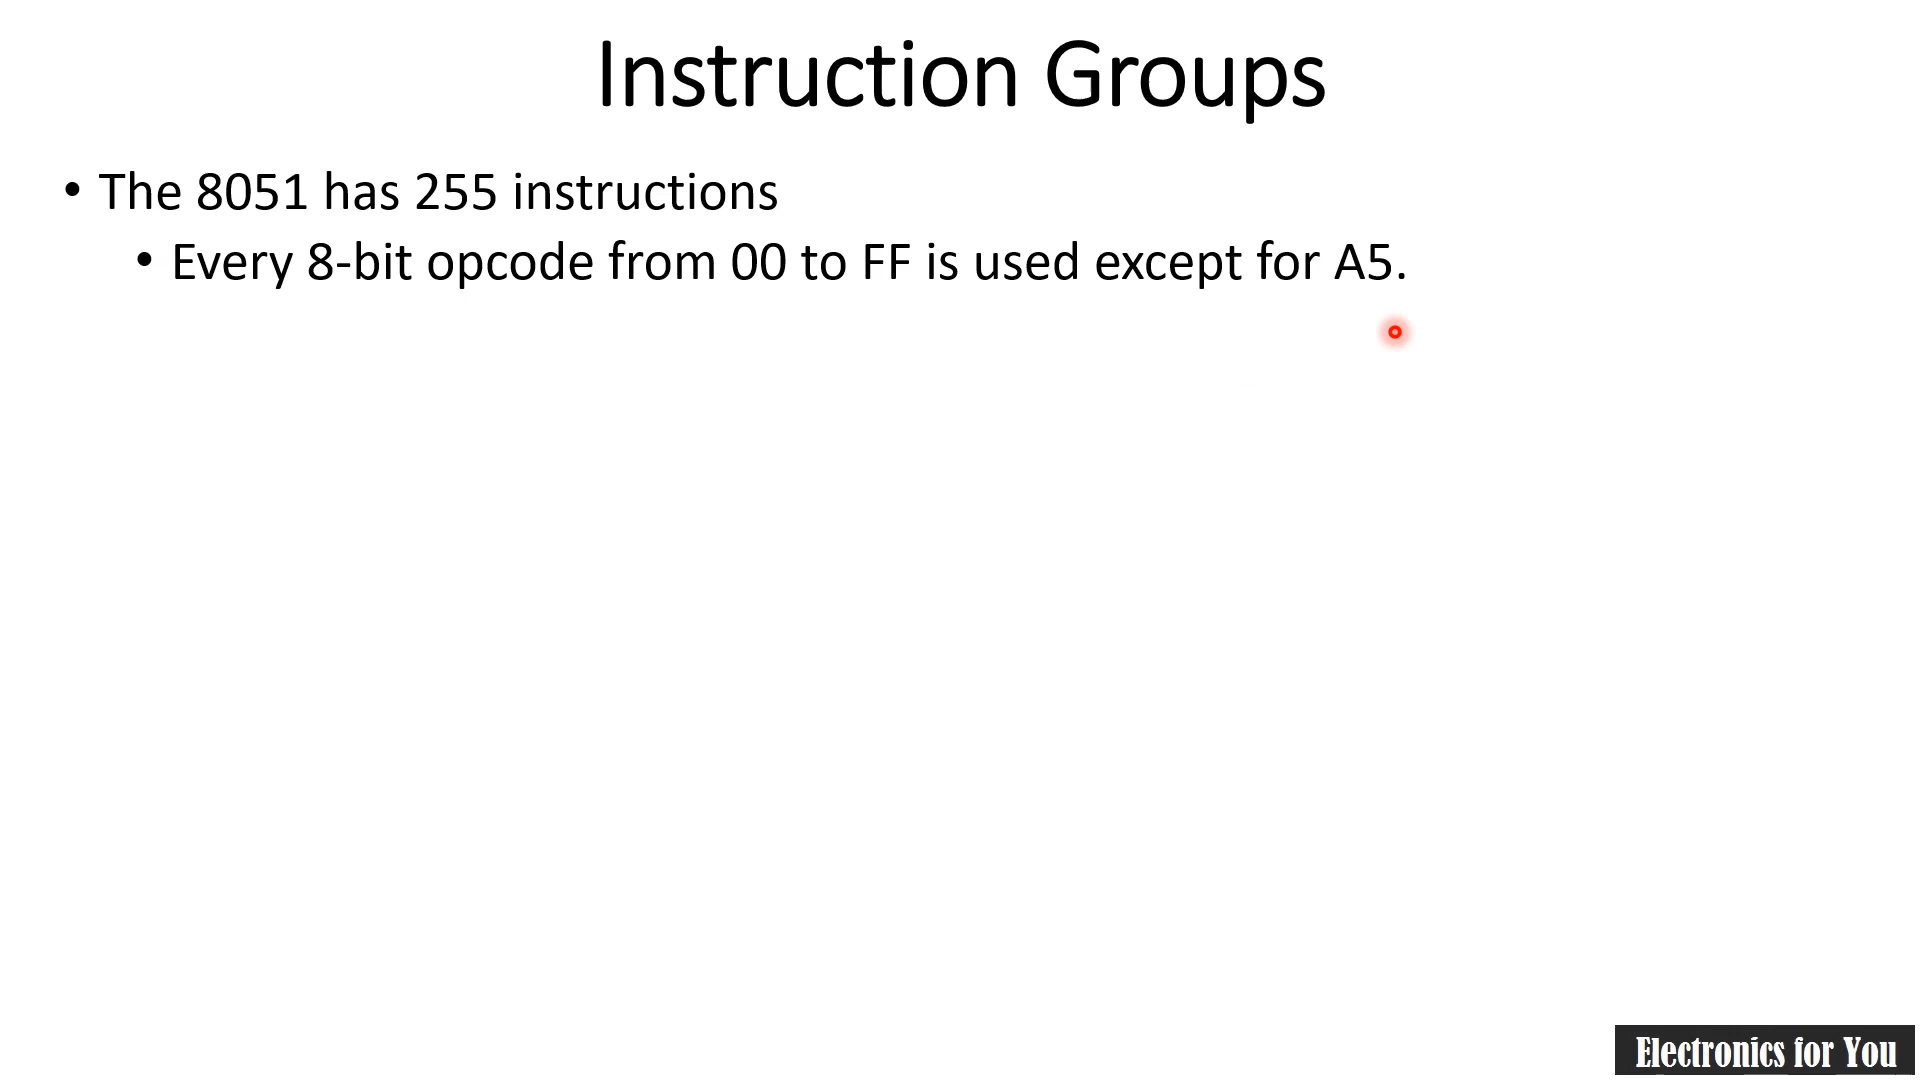 Instruction Groups
• The 8051 has 255 instructions
• Every 8-bit opcode from 00 to FF is used except for A5.
Electronics for You